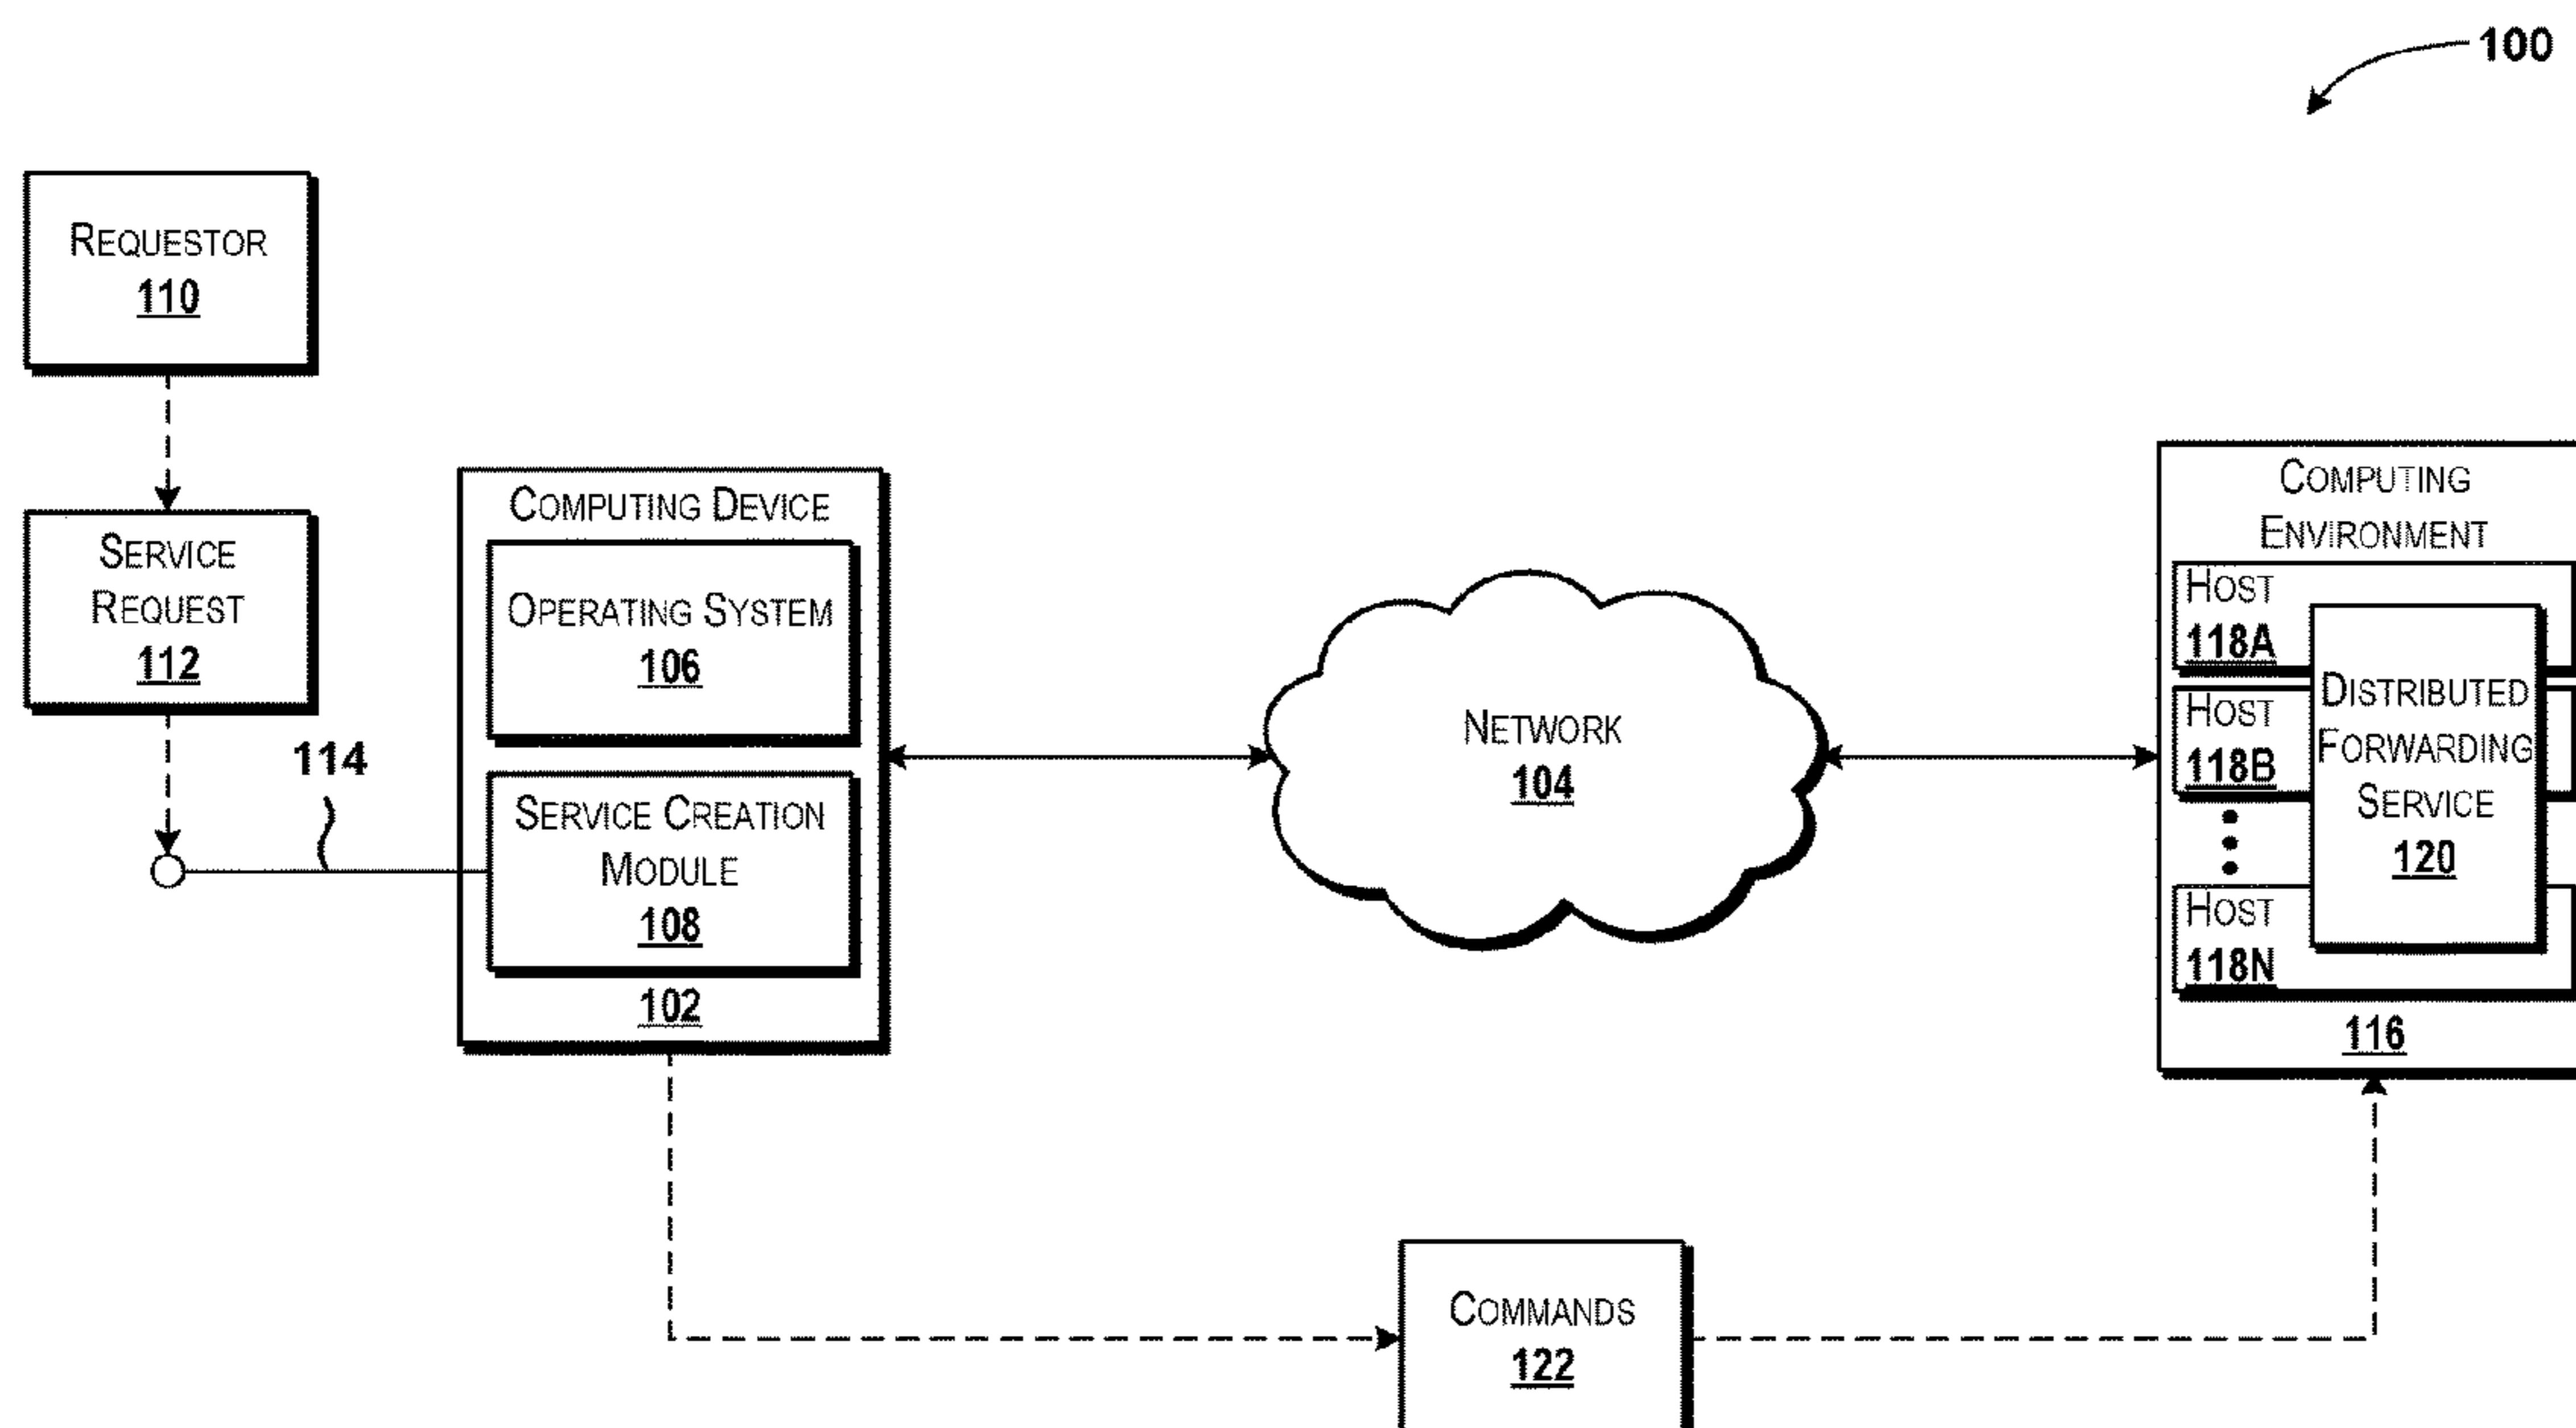 100
REQUESTOR
110
SERVICE
REQUEST
112
114
COMPUTING DEVICE
OPERATING SYSTEM
106
SERVICE CREATION
MODULE
108
102
NETWORK
104
COMPUTING
ENVIRONMENT
HOST
118A
HOST
118B
HOST
118N
DISTRIBUTED
FORWARDING
SERVICE
120
116
COMMANDS
122